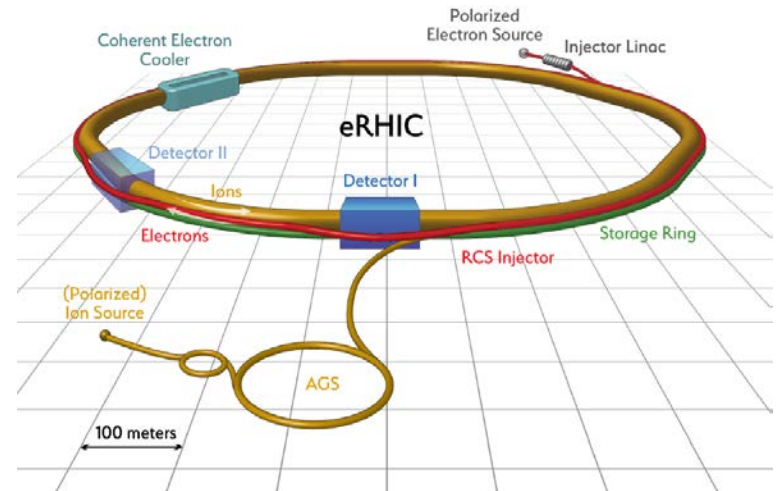 Polarized
Electron Source
Injector Linac
Coherent Electron
Cooler
eRHIC
Detector II
Detector I
Ions
Electrons
Storage Ring
RCS Injector
(Polarized)
Ion Source
AGS
100 meters